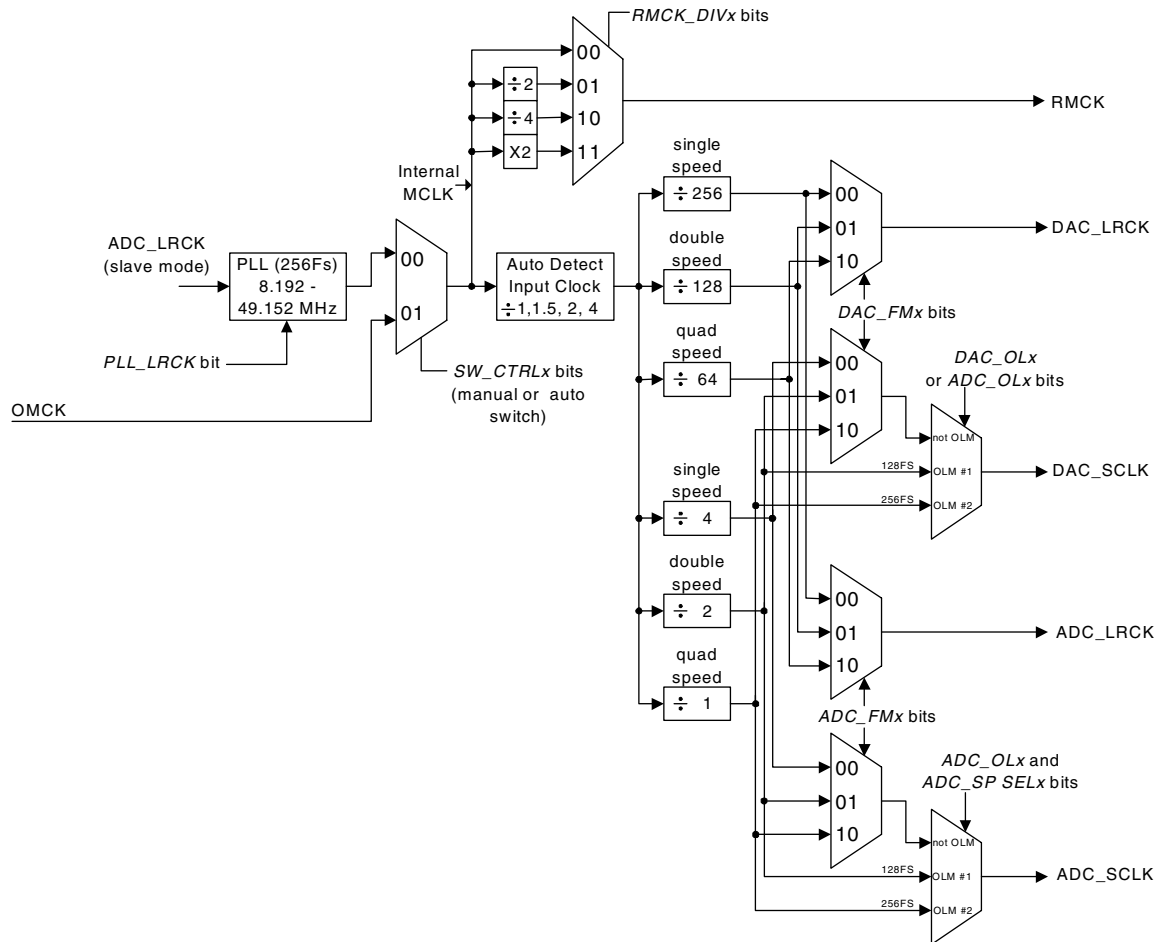 RMCK_DIVx bits
00
÷2
01
÷4
10
X2
11
RMCK
Internal
MCLK
single
speed
÷ 256
00
01
10
DAC_LRCK
ADC_LRCK
(slave mode)
PLL (256Fs)
8.192 -
49.152 MHz
00
01
Auto Detect
Input Clock
÷1,1.5, 2, 4
double
speed
÷ 128
DAC_FMx bits
PLL_LRCK bit
SW_CTRLx bits
(manual or auto
switch)
OMCK
quad
speed
÷ 64
00
01
10
DAC_OLx
or ADC_OLx bits
not OLM
128FS
OLM #1
256FS
OLM #2
DAC_SCLK
single
speed
÷ 4
double
speed
÷ 2
00
01
10
ADC_LRCK
quad
speed
÷ 1
ADC_FMx bits
00
01
10
ADC_OLx and
ADC_SP SELx bits
not OLM
128FS
OLM #1
256FS
OLM #2
ADC_SCLK